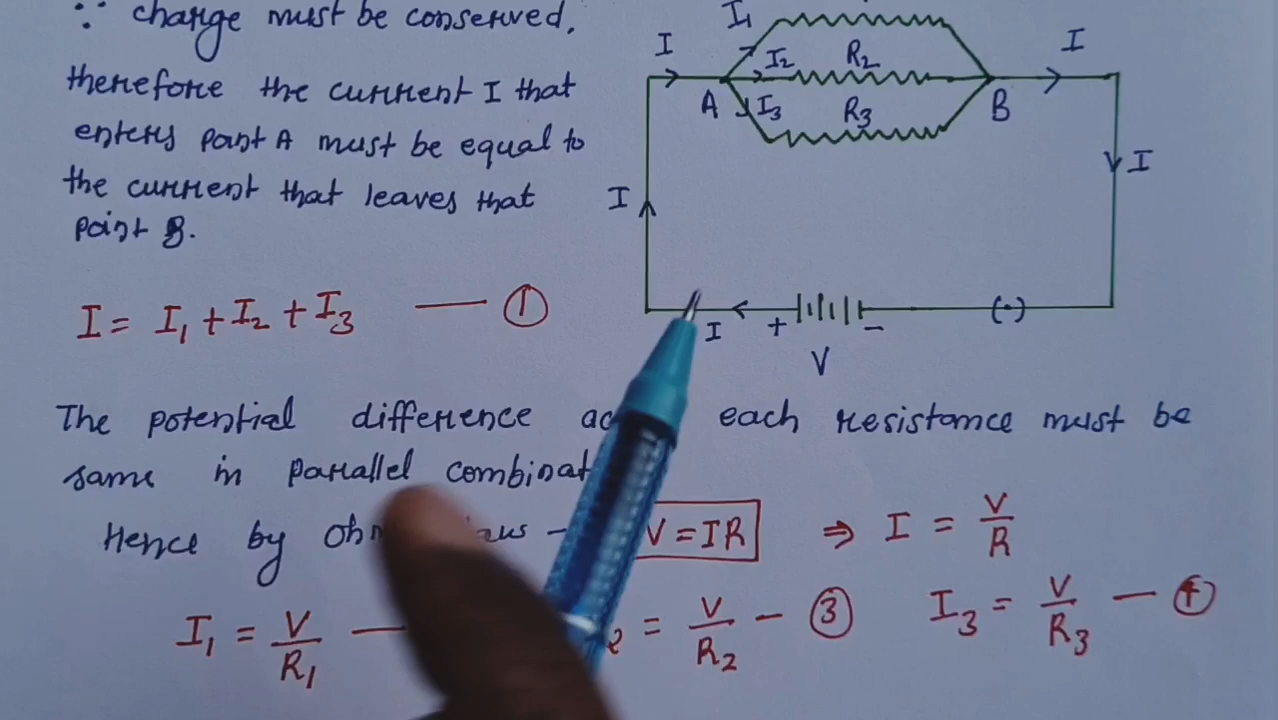 ∵ charge must be conserved,
therefore the current I that
enters point A must be equal to
the current that leaves that
point B.
I = I₁ + I₂ + I₃ — ①
I₁
I I₂ R₂ I
A I₃ R₃ B
I I
I + V −
The potential difference each resistance must be
same in parallel
Hence by V = IR ⇒ I = V/R
I₁ = V/R₁ — = V/R₂ — ③ I₃ = V/R₃ — ④